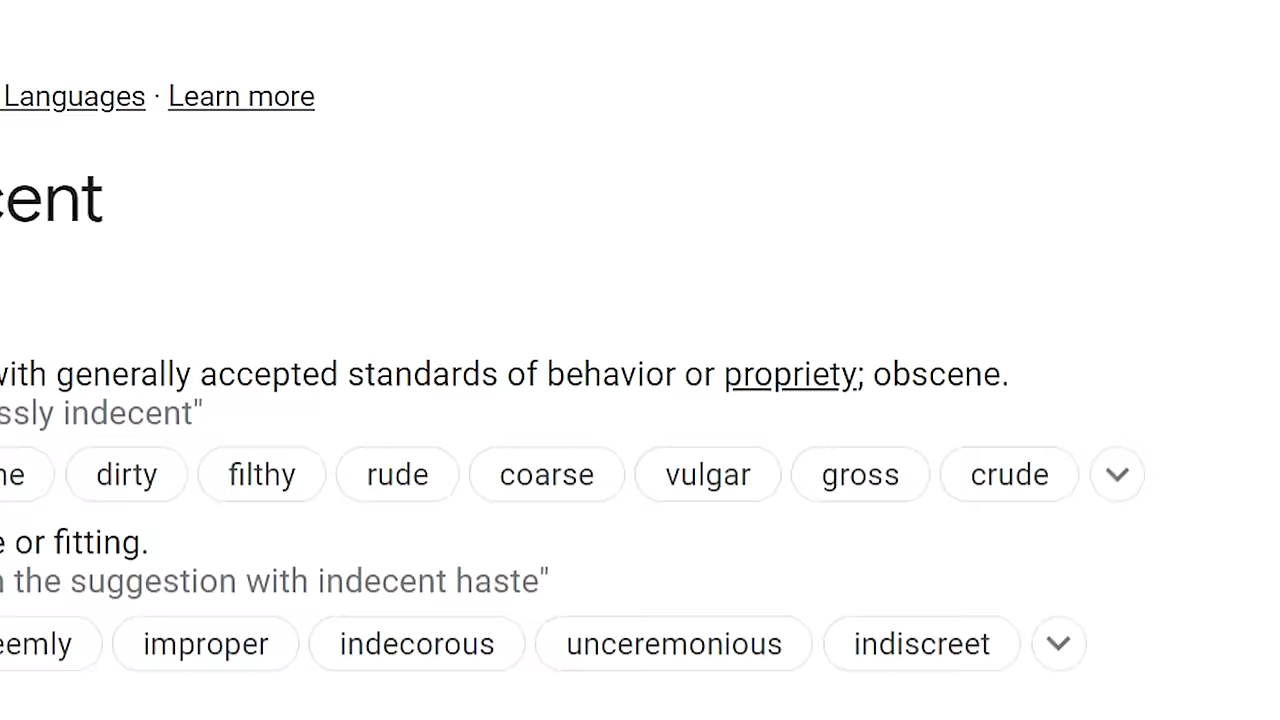 Languages · Learn more
cent
with generally accepted standards of behavior or propriety; obscene.
ssly indecent"
ne dirty filthy rude coarse vulgar gross crude
e or fitting.
n the suggestion with indecent haste"
eemly improper indecorous unceremonious indiscreet